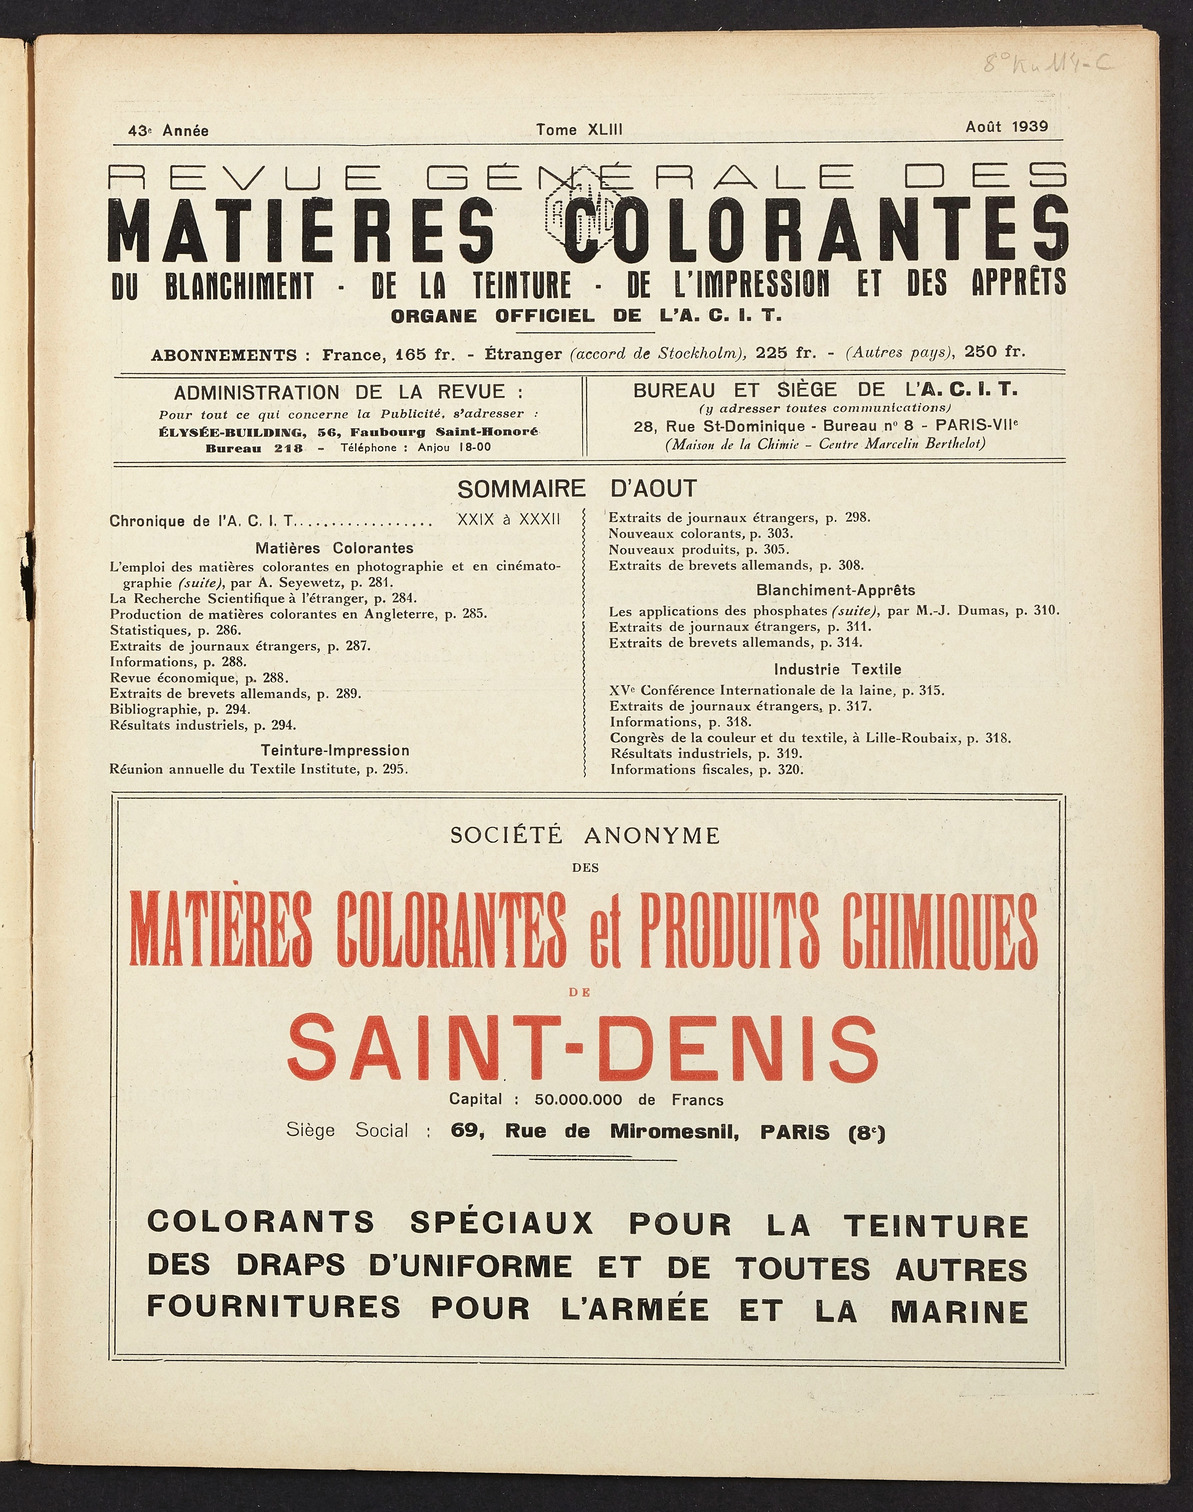 43e Année Tome XLIII Août 1939
REVUE GÉNÉRALE DES
MATIÈRES COLORANTES
DU BLANCHIMENT - DE LA TEINTURE - DE L'IMPRESSION ET DES APPRÊTS
ORGANE OFFICIEL DE L'A. C. I. T.
ABONNEMENTS : France, 165 fr. - Étranger (accord de Stockholm), 225 fr. - (Autres pays), 250 fr.
ADMINISTRATION DE LA REVUE :
Pour tout ce qui concerne la Publicité, s'adresser :
ÉLYSÉE-BUILDING, 56, Faubourg Saint-Honoré
Bureau 218 - Téléphone : Anjou 18-00
BUREAU ET SIÈGE DE L'A. C. I. T.
(y adresser toutes communications)
28, Rue St-Dominique - Bureau no 8 - PARIS-VIIe
(Maison de la Chimie - Centre Marcelin Berthelot)
SOMMAIRE D'AOUT
Chronique de l'A. C. I. T.................. XXIX à XXXII
Matières Colorantes
L'emploi des matières colorantes en photographie et en cinémato-
graphie (suite), par A. Seyewetz, p. 281.
La Recherche Scientifique à l'étranger, p. 284.
Production de matières colorantes en Angleterre, p. 285.
Statistiques, p. 286.
Extraits de journaux étrangers, p. 287.
Informations, p. 288.
Revue économique, p. 288.
Extraits de brevets allemands, p. 289.
Bibliographie, p. 294.
Résultats industriels, p. 294.
Teinture-Impression
Réunion annuelle du Textile Institute, p. 295.
Extraits de journaux étrangers, p. 298.
Nouveaux colorants, p. 303.
Nouveaux produits, p. 305.
Extraits de brevets allemands, p. 308.
Blanchiment-Apprêts
Les applications des phosphates (suite), par M.-J. Dumas, p. 310.
Extraits de journaux étrangers, p. 311.
Extraits de brevets allemands, p. 314.
Industrie Textile
XVe Conférence Internationale de la laine, p. 315.
Extraits de journaux étrangers, p. 317.
Informations, p. 318.
Congrès de la couleur et du textile, à Lille-Roubaix, p. 318.
Résultats industriels, p. 319.
Informations fiscales, p. 320.
SOCIÉTÉ ANONYME
DES
MATIÈRES COLORANTES et PRODUITS CHIMIQUES
DE
SAINT-DENIS
Capital : 50.000.000 de Francs
Siège Social : 69, Rue de Miromesnil, PARIS (8e)
COLORANTS SPÉCIAUX POUR LA TEINTURE
DES DRAPS D'UNIFORME ET DE TOUTES AUTRES
FOURNITURES POUR L'ARMÉE ET LA MARINE